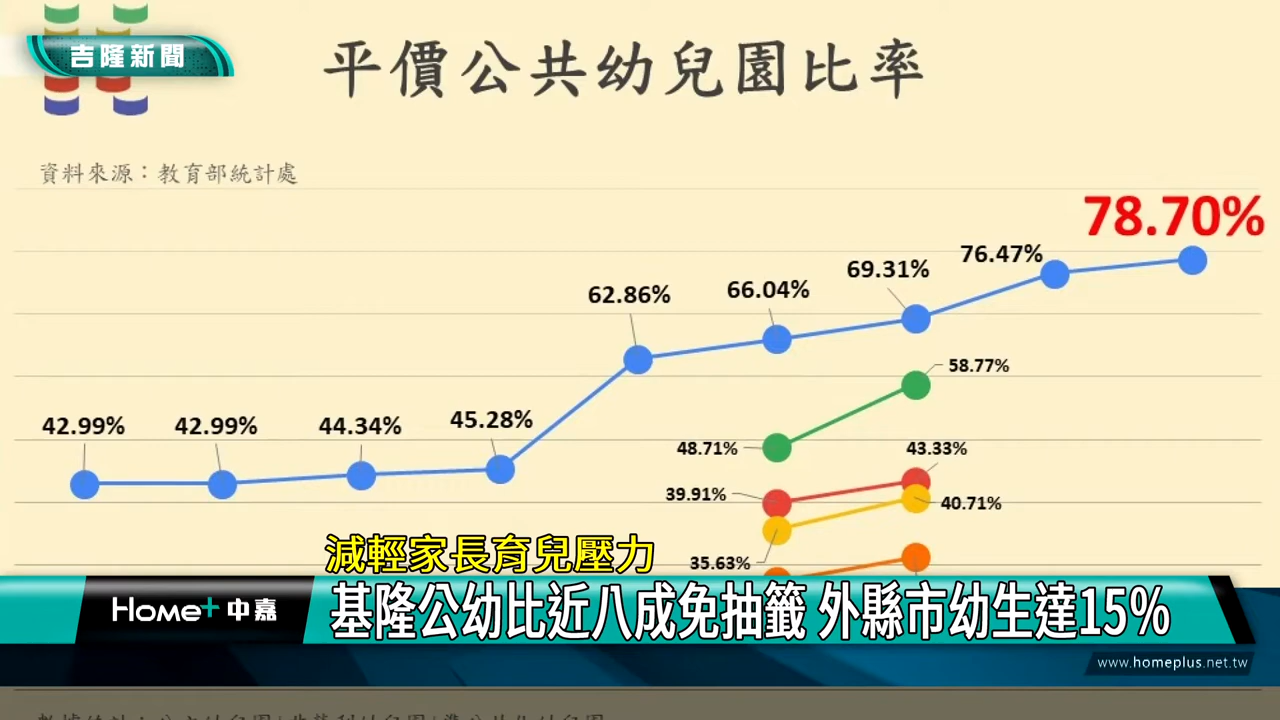 吉隆新聞
平價公共幼兒園比率
資料來源：教育部統計處
78.70%
76.47%
69.31%
66.04%
62.86%
58.77%
42.99%
42.99%
44.34%
45.28%
48.71%
43.33%
39.91%
40.71%
35.63%
減輕家長育兒壓力
Home+中嘉
基隆公幼比近八成免抽籤 外縣市幼生達15%
www.homeplus.net.tw